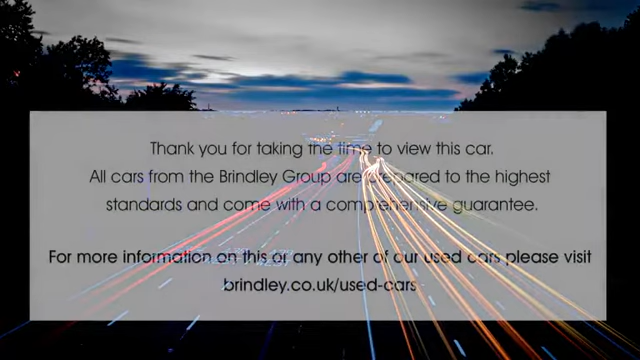 Thank you for taking the time to view this car.
All cars from the Brindley Group are prepared to the highest
standards and come with a comprehensive guarantee.
For more information on this or any other of our used cars please visit
brindley.co.uk/used-cars